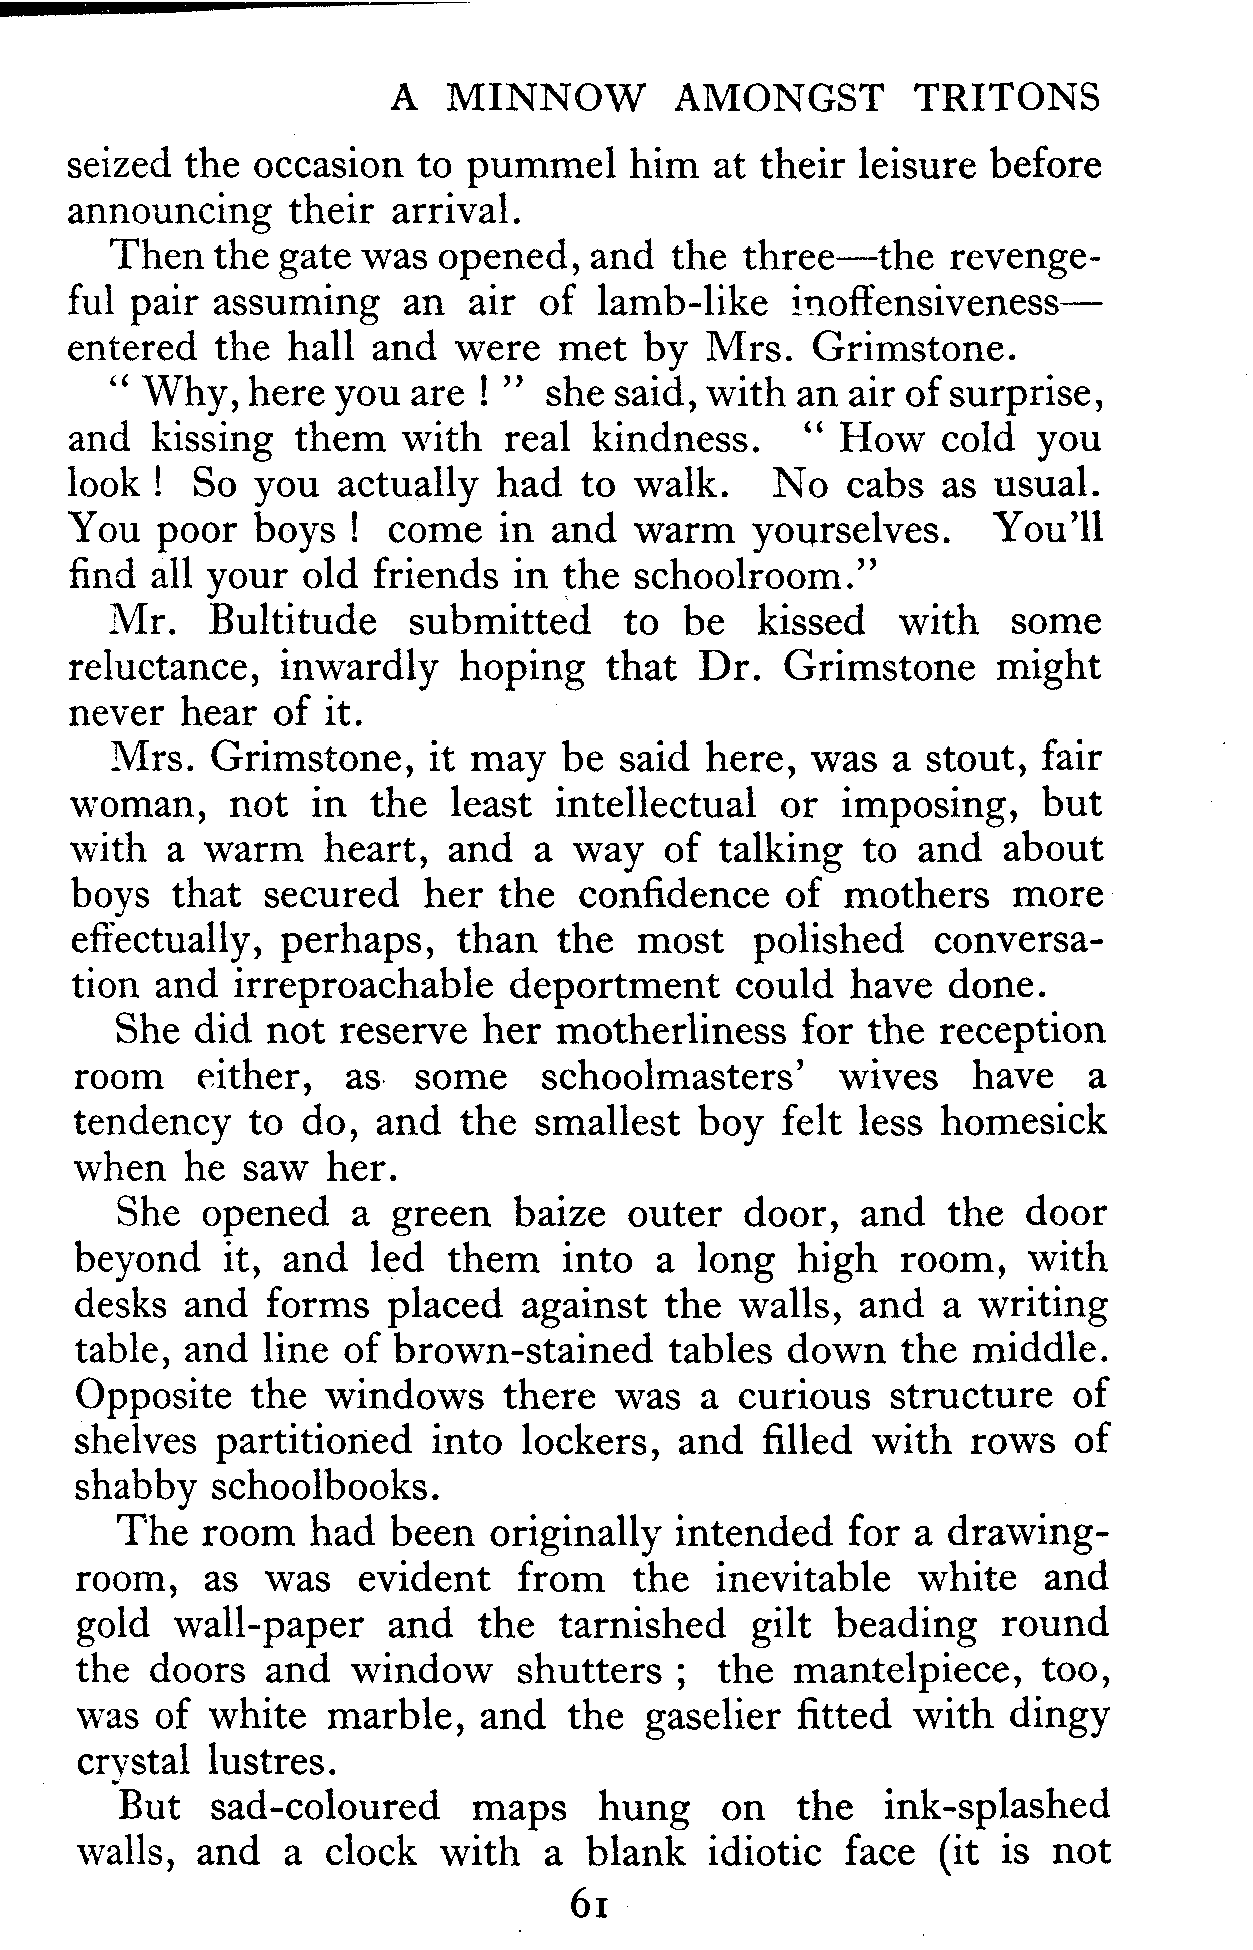 A MINNOW AMONGST TRITONS
seized the occasion to pummel him at their leisure before
announcing their arrival.
Then the gate was opened, and the three—the revenge-
ful pair assuming an air of lamb-like inoffensiveness—
entered the hall and were met by Mrs. Grimstone.
“ Why, here you are ! ” she said, with an air of surprise,
and kissing them with real kindness. “ How cold you
look ! So you actually had to walk. No cabs as usual.
You poor boys ! come in and warm yourselves. You'll
find all your old friends in the schoolroom.”
Mr. Bultitude submitted to be kissed with some
reluctance, inwardly hoping that Dr. Grimstone might
never hear of it.
Mrs. Grimstone, it may be said here, was a stout, fair
woman, not in the least intellectual or imposing, but
with a warm heart, and a way of talking to and about
boys that secured her the confidence of mothers more
effectually, perhaps, than the most polished conversa-
tion and irreproachable deportment could have done.
She did not reserve her motherliness for the reception
room either, as some schoolmasters' wives have a
tendency to do, and the smallest boy felt less homesick
when he saw her.
She opened a green baize outer door, and the door
beyond it, and led them into a long high room, with
desks and forms placed against the walls, and a writing
table, and line of brown-stained tables down the middle.
Opposite the windows there was a curious structure of
shelves partitioned into lockers, and filled with rows of
shabby schoolbooks.
The room had been originally intended for a drawing-
room, as was evident from the inevitable white and
gold wall-paper and the tarnished gilt beading round
the doors and window shutters ; the mantelpiece, too,
was of white marble, and the gaselier fitted with dingy
crystal lustres.
But sad-coloured maps hung on the ink-splashed
walls, and a clock with a blank idiotic face (it is not
61